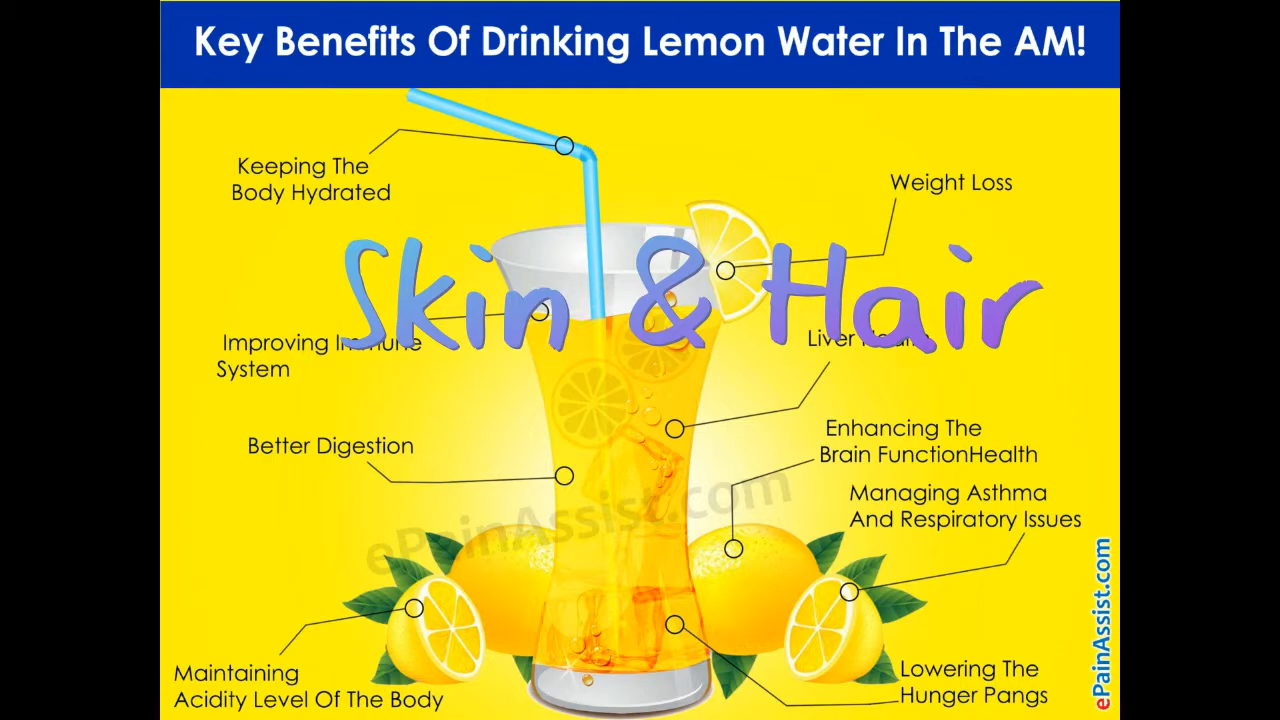 Key Benefits Of Drinking Lemon Water In The AM!
Keeping The
Body Hydrated
Weight Loss
Skin & Hair
Improving Immune
System
Liver Health
Better Digestion
Enhancing The
Brain FunctionHealth
Managing Asthma
And Respiratory Issues
ePainAssist.com
Maintaining
Acidity Level Of The Body
Lowering The
Hunger Pangs
ePainAssist.com